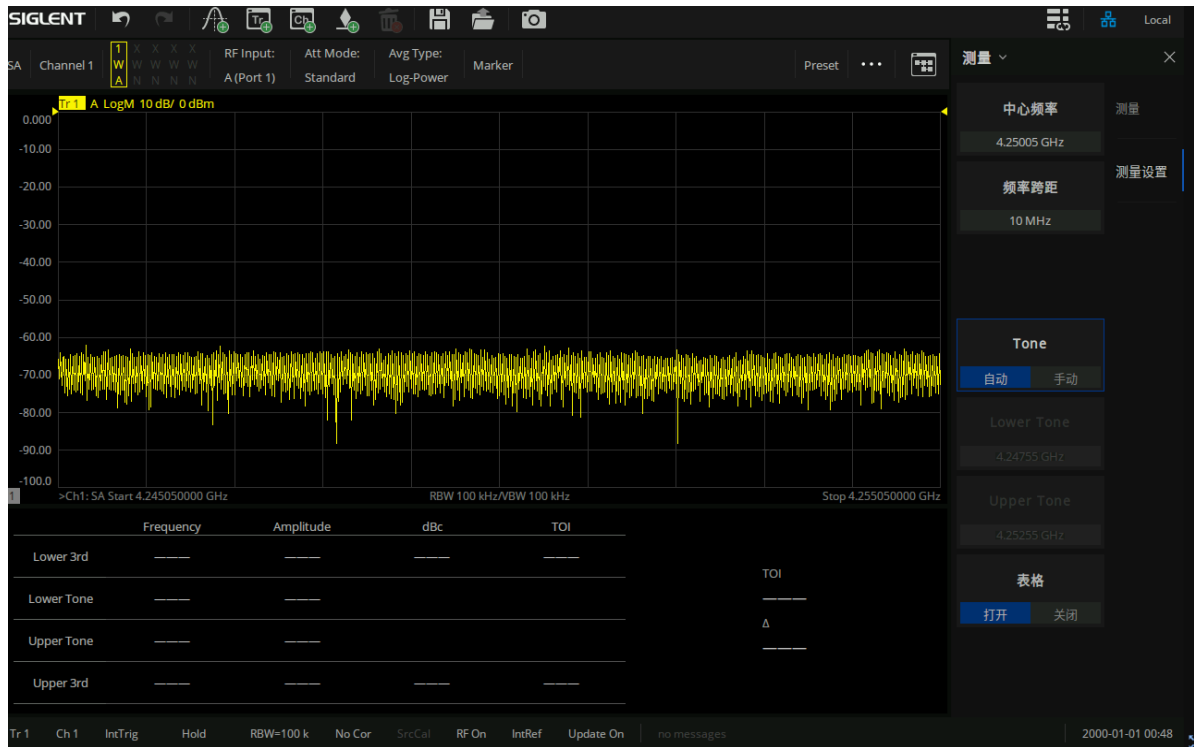 SIGLENT Tr Ch Local
SA Channel 1 1 X X X X RF Input: Att Mode: Avg Type: Marker Preset ••• 测量
W W W W W
A N N N N A (Port 1) Standard Log-Power
Tr 1 A LogM 10 dB/ 0 dBm
0.000
-10.00
-20.00
-30.00
-40.00
-50.00
-60.00
-70.00
-80.00
-90.00
-100.0
1 >Ch1: SA Start 4.245050000 GHz RBW 100 kHz/VBW 100 kHz Stop 4.255050000 GHz
Frequency Amplitude dBc TOI
Lower 3rd ——— ——— ——— ———
Lower Tone ——— ———
Upper Tone ——— ———
Upper 3rd ——— ——— ——— ———
TOI
———
Δ
———
中心频率
4.25005 GHz
频率跨距
10 MHz
Tone
自动 手动
Lower Tone
4.24755 GHz
Upper Tone
4.25255 GHz
表格
打开 关闭
测量
测量设置
Tr 1 Ch 1 IntTrig Hold RBW=100 k No Cor SrcCal RF On IntRef Update On no messages 2000-01-01 00:48